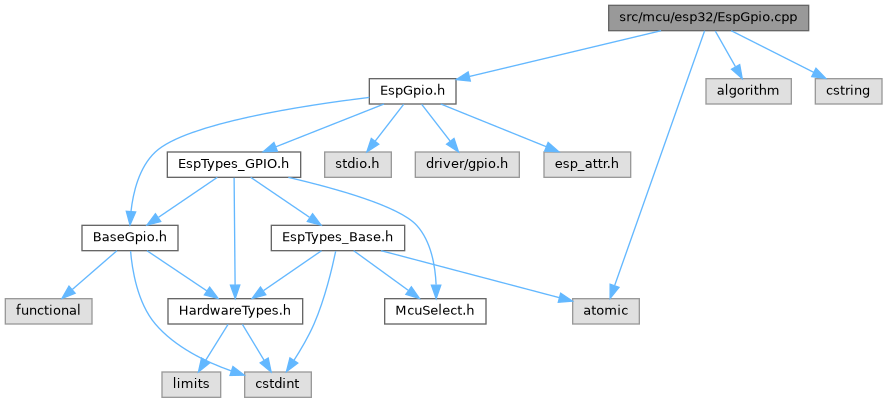 src/mcu/esp32/EspGpio.cpp
EspGpio.h
algorithm
cstring
EspTypes_GPIO.h
stdio.h
driver/gpio.h
esp_attr.h
BaseGpio.h
EspTypes_Base.h
functional
HardwareTypes.h
McuSelect.h
atomic
limits
cstdint